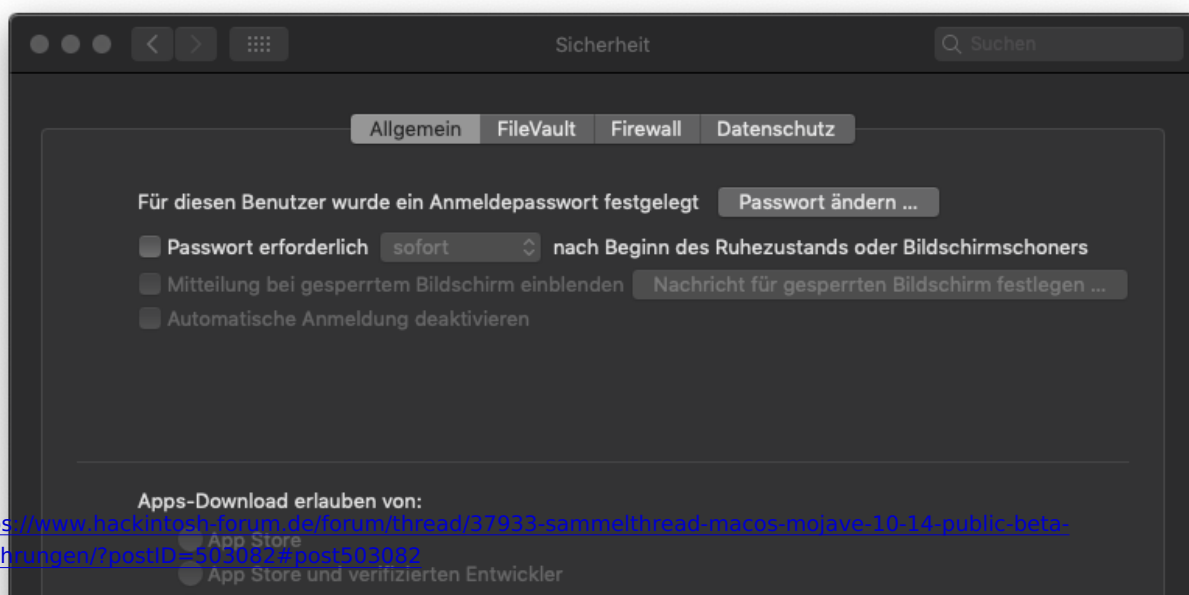 Sicherheit
Suchen
Allgemein FileVault Firewall Datenschutz
Für diesen Benutzer wurde ein Anmeldepasswort festgelegt Passwort ändern ...
Passwort erforderlich sofort nach Beginn des Ruhezustands oder Bildschirmschoners
Mitteilung bei gesperrtem Bildschirm einblenden Nachricht für gesperrten Bildschirm festlegen ...
Automatische Anmeldung deaktivieren
Apps-Download erlauben von:
s://www.hackintosh-forum.de/forum/thread/37933-sammelthread-macos-mojave-10-14-public-beta-
App Store
hrungen/?postID=503082#post503082
App Store und verifizierten Entwickler